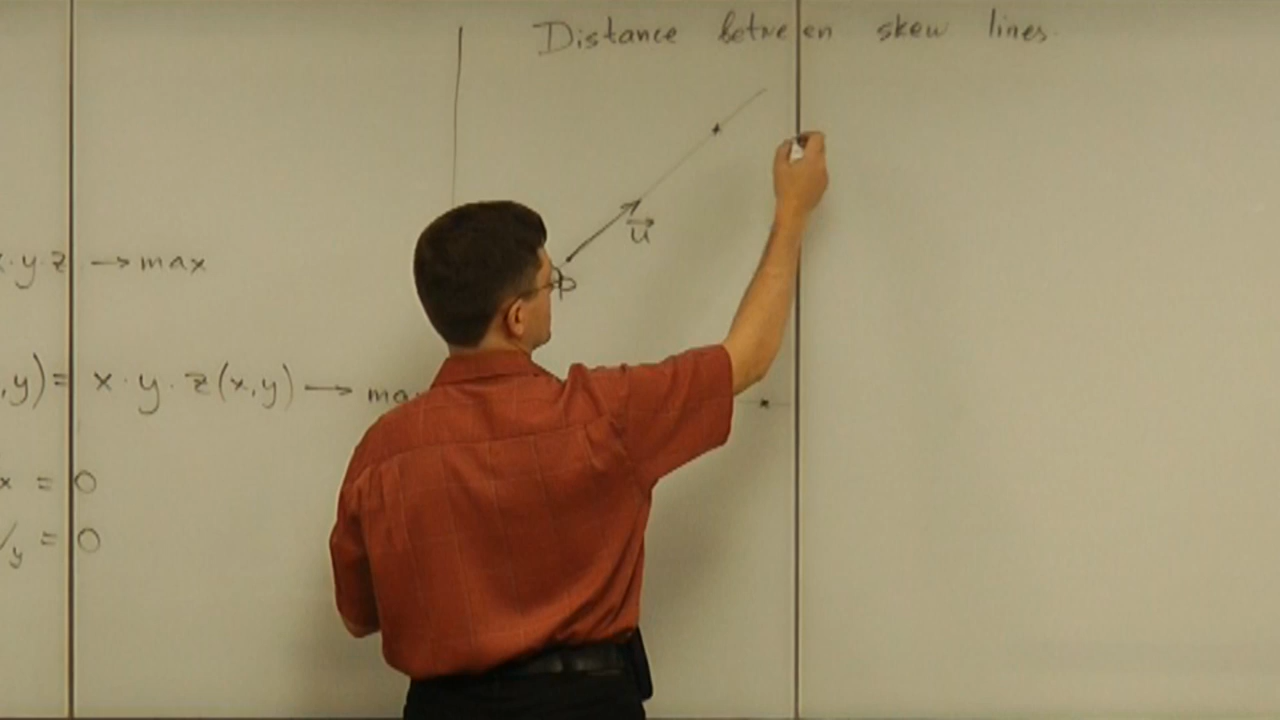 Distance between skew lines.
u
p
x·y·z → max
,y) = x·y·z(x,y) → ma
x = 0
y = 0